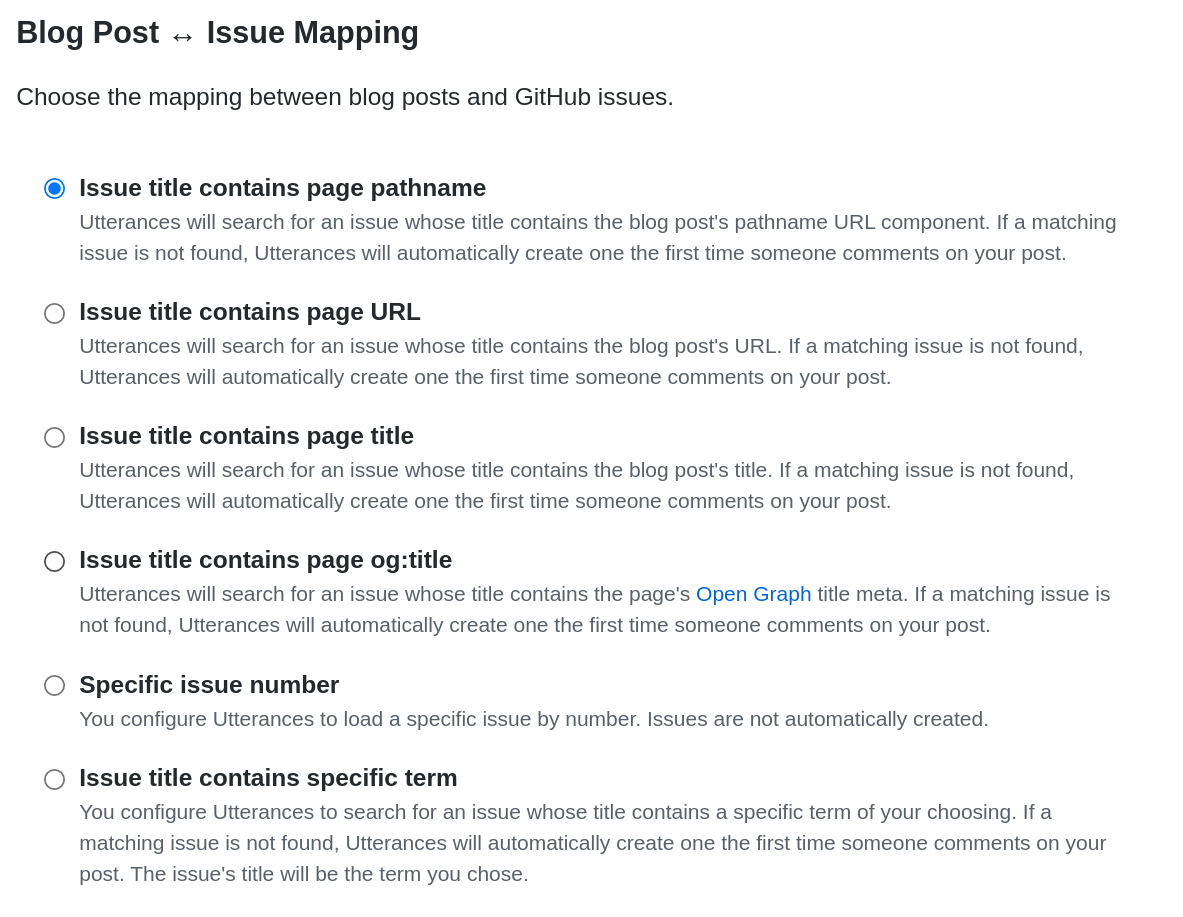 Blog Post ↔ Issue Mapping
Choose the mapping between blog posts and GitHub issues.
Issue title contains page pathname
Utterances will search for an issue whose title contains the blog post's pathname URL component. If a matching
issue is not found, Utterances will automatically create one the first time someone comments on your post.
Issue title contains page URL
Utterances will search for an issue whose title contains the blog post's URL. If a matching issue is not found,
Utterances will automatically create one the first time someone comments on your post.
Issue title contains page title
Utterances will search for an issue whose title contains the blog post's title. If a matching issue is not found,
Utterances will automatically create one the first time someone comments on your post.
Issue title contains page og:title
Utterances will search for an issue whose title contains the page's Open Graph title meta. If a matching issue is
not found, Utterances will automatically create one the first time someone comments on your post.
Specific issue number
You configure Utterances to load a specific issue by number. Issues are not automatically created.
Issue title contains specific term
You configure Utterances to search for an issue whose title contains a specific term of your choosing. If a
matching issue is not found, Utterances will automatically create one the first time someone comments on your
post. The issue's title will be the term you chose.